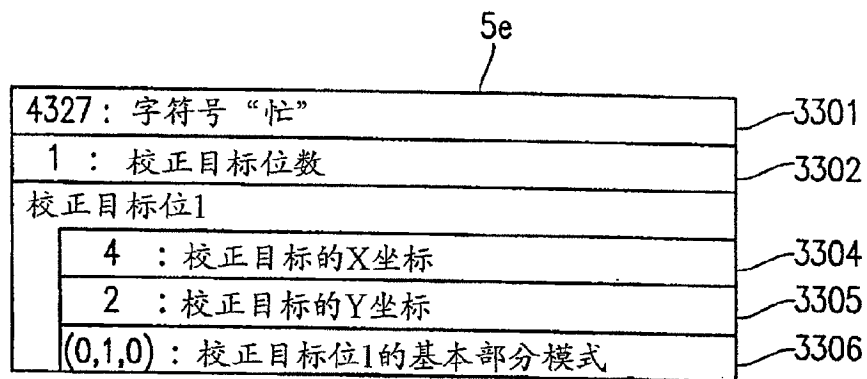 5e
4327: 字符号“忙” 3301
1 : 校正目标位数 3302
校正目标位1
4 : 校正目标的X坐标 3304
2 : 校正目标的Y坐标 3305
(0,1,0) : 校正目标位1的基本部分模式 3306